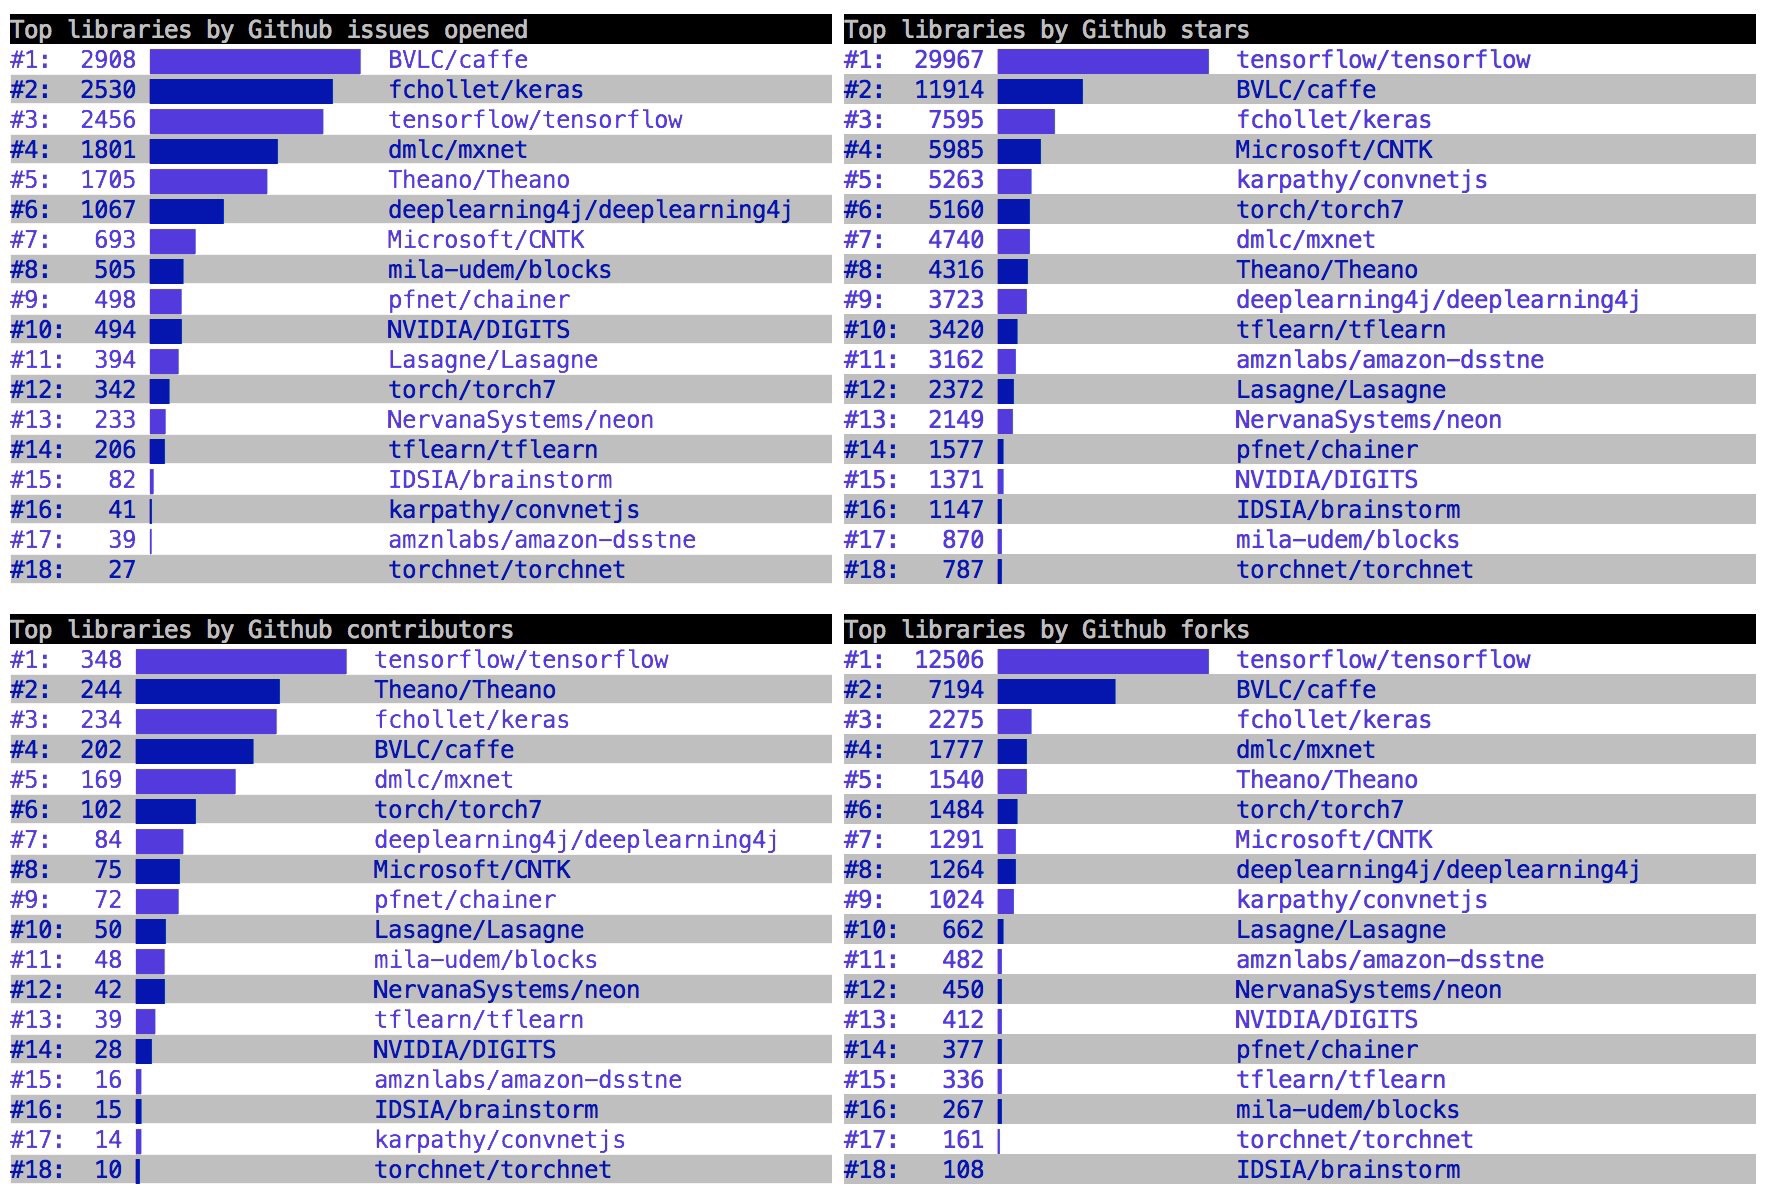 Top libraries by Github issues opened
#1: 2908 BVLC/caffe
#2: 2530 fchollet/keras
#3: 2456 tensorflow/tensorflow
#4: 1801 dmlc/mxnet
#5: 1705 Theano/Theano
#6: 1067 deeplearning4j/deeplearning4j
#7: 693 Microsoft/CNTK
#8: 505 mila-udem/blocks
#9: 498 pfnet/chainer
#10: 494 NVIDIA/DIGITS
#11: 394 Lasagne/Lasagne
#12: 342 torch/torch7
#13: 233 NervanaSystems/neon
#14: 206 tflearn/tflearn
#15: 82 IDSIA/brainstorm
#16: 41 karpathy/convnetjs
#17: 39 amznlabs/amazon-dsstne
#18: 27 torchnet/torchnet
Top libraries by Github stars
#1: 29967 tensorflow/tensorflow
#2: 11914 BVLC/caffe
#3: 7595 fchollet/keras
#4: 5985 Microsoft/CNTK
#5: 5263 karpathy/convnetjs
#6: 5160 torch/torch7
#7: 4740 dmlc/mxnet
#8: 4316 Theano/Theano
#9: 3723 deeplearning4j/deeplearning4j
#10: 3420 tflearn/tflearn
#11: 3162 amznlabs/amazon-dsstne
#12: 2372 Lasagne/Lasagne
#13: 2149 NervanaSystems/neon
#14: 1577 pfnet/chainer
#15: 1371 NVIDIA/DIGITS
#16: 1147 IDSIA/brainstorm
#17: 870 mila-udem/blocks
#18: 787 torchnet/torchnet
Top libraries by Github contributors
#1: 348 tensorflow/tensorflow
#2: 244 Theano/Theano
#3: 234 fchollet/keras
#4: 202 BVLC/caffe
#5: 169 dmlc/mxnet
#6: 102 torch/torch7
#7: 84 deeplearning4j/deeplearning4j
#8: 75 Microsoft/CNTK
#9: 72 pfnet/chainer
#10: 50 Lasagne/Lasagne
#11: 48 mila-udem/blocks
#12: 42 NervanaSystems/neon
#13: 39 tflearn/tflearn
#14: 28 NVIDIA/DIGITS
#15: 16 amznlabs/amazon-dsstne
#16: 15 IDSIA/brainstorm
#17: 14 karpathy/convnetjs
#18: 10 torchnet/torchnet
Top libraries by Github forks
#1: 12506 tensorflow/tensorflow
#2: 7194 BVLC/caffe
#3: 2275 fchollet/keras
#4: 1777 dmlc/mxnet
#5: 1540 Theano/Theano
#6: 1484 torch/torch7
#7: 1291 Microsoft/CNTK
#8: 1264 deeplearning4j/deeplearning4j
#9: 1024 karpathy/convnetjs
#10: 662 Lasagne/Lasagne
#11: 482 amznlabs/amazon-dsstne
#12: 450 NervanaSystems/neon
#13: 412 NVIDIA/DIGITS
#14: 377 pfnet/chainer
#15: 336 tflearn/tflearn
#16: 267 mila-udem/blocks
#17: 161 torchnet/torchnet
#18: 108 IDSIA/brainstorm